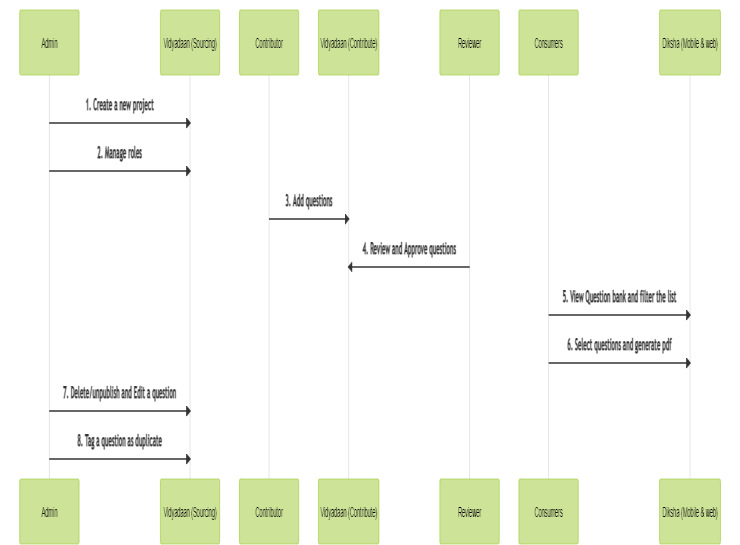 Admin
Vidyadaan (Sourcing)
Contributor
Vidyadaan (Contribute)
Reviewer
Consumers
Diksha (Mobile & web)
1. Create a new project
2. Manage roles
3. Add questions
4. Review and Approve questions
5. View Question bank and filter the list
6. Select questions and generate pdf
7. Delete/unpublish and Edit a question
8. Tag a question as duplicate
Admin
Vidyadaan (Sourcing)
Contributor
Vidyadaan (Contribute)
Reviewer
Consumers
Diksha (Mobile & web)